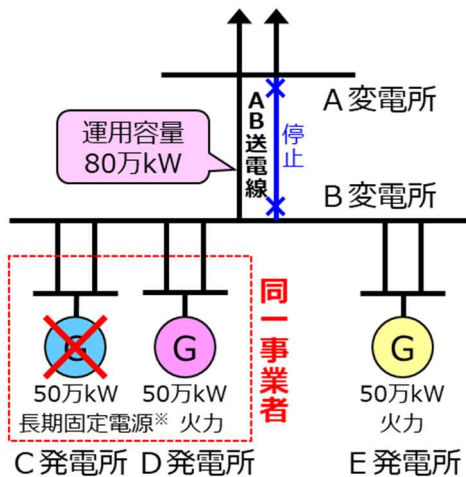 運用容量
80万kW
AB送電線
停止
A変電所
B変電所
G
G
G
同一事業者
50万kW
50万kW
50万kW
長期固定電源※
火力
火力
C発電所
D発電所
E発電所